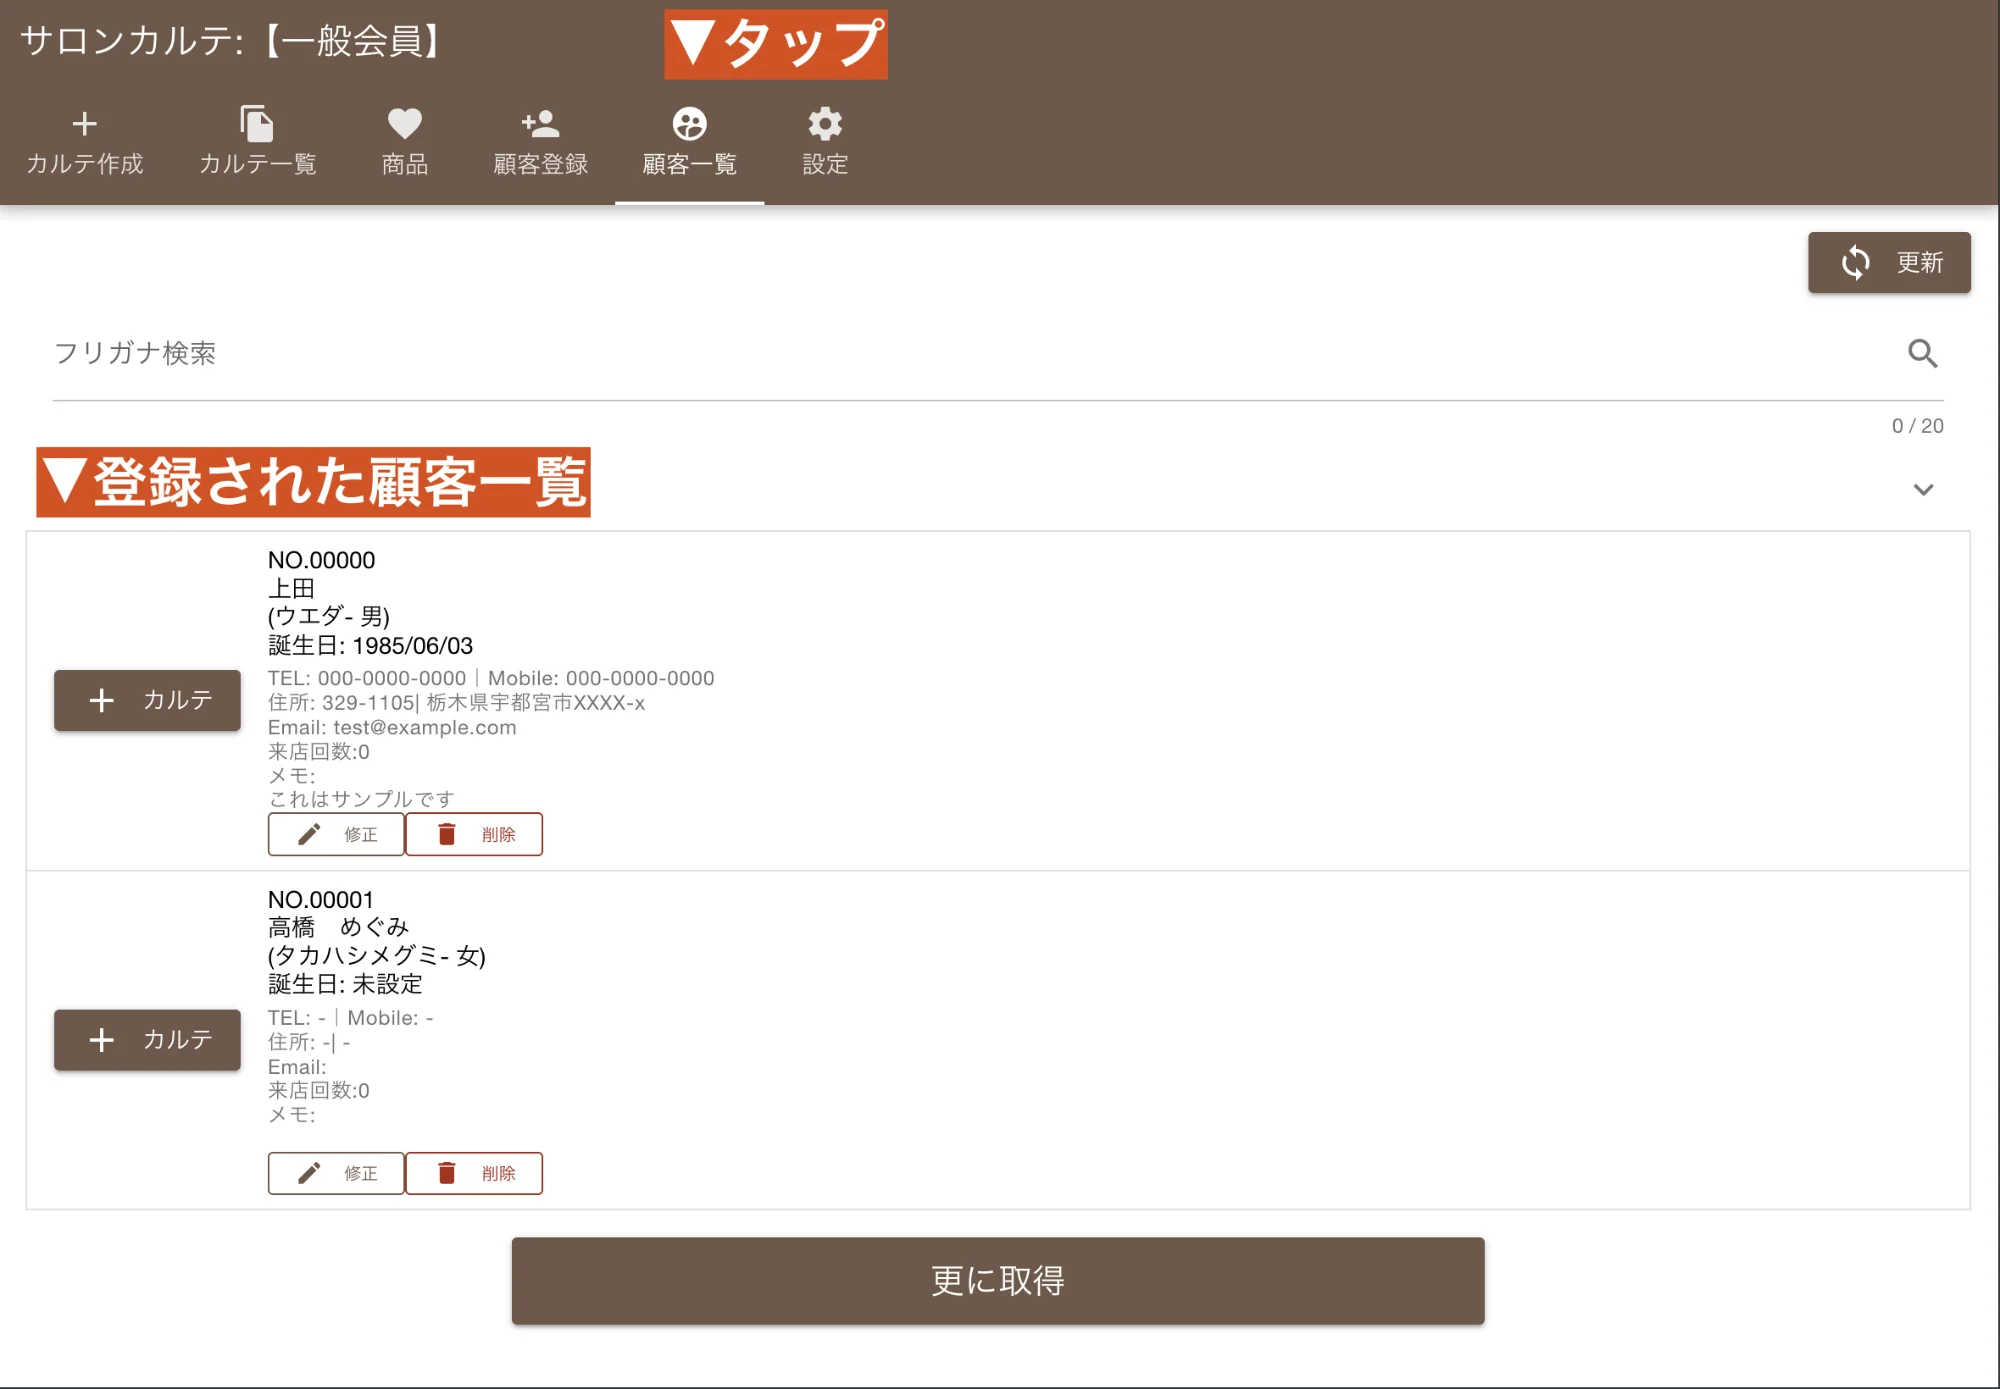 サロンカルテ:【一般会員】
▼タップ
カルテ作成
カルテ一覧
商品
顧客登録
顧客一覧
設定
更新
フリガナ検索
0 / 20
▼登録された顧客一覧
NO.00000
上田
(ウエダ- 男)
誕生日: 1985/06/03
カルテ
TEL: 000-0000-0000｜Mobile: 000-0000-0000
住所: 329-1105| 栃木県宇都宮市XXXX-x
Email: test@example.com
来店回数:0
メモ:
これはサンプルです
修正
削除
NO.00001
高橋　めぐみ
(タカハシメグミ- 女)
誕生日: 未設定
カルテ
TEL: -｜Mobile: -
住所: -| -
Email:
来店回数:0
メモ:
修正
削除
更に取得